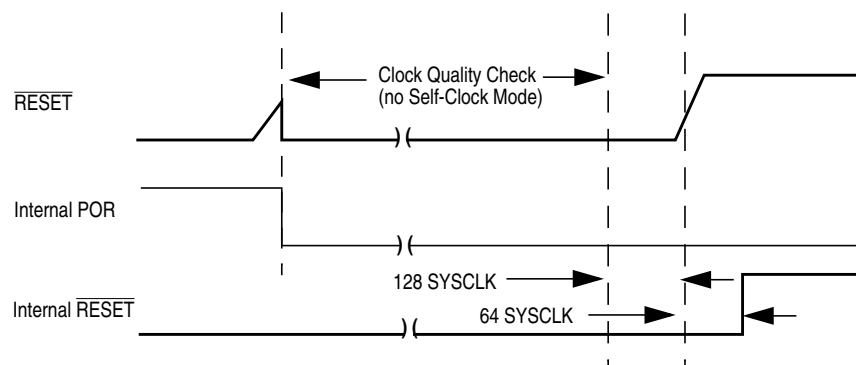 Clock Quality Check
(no Self-Clock Mode)
RESET
Internal POR
128 SYSCLK
Internal RESET
64 SYSCLK